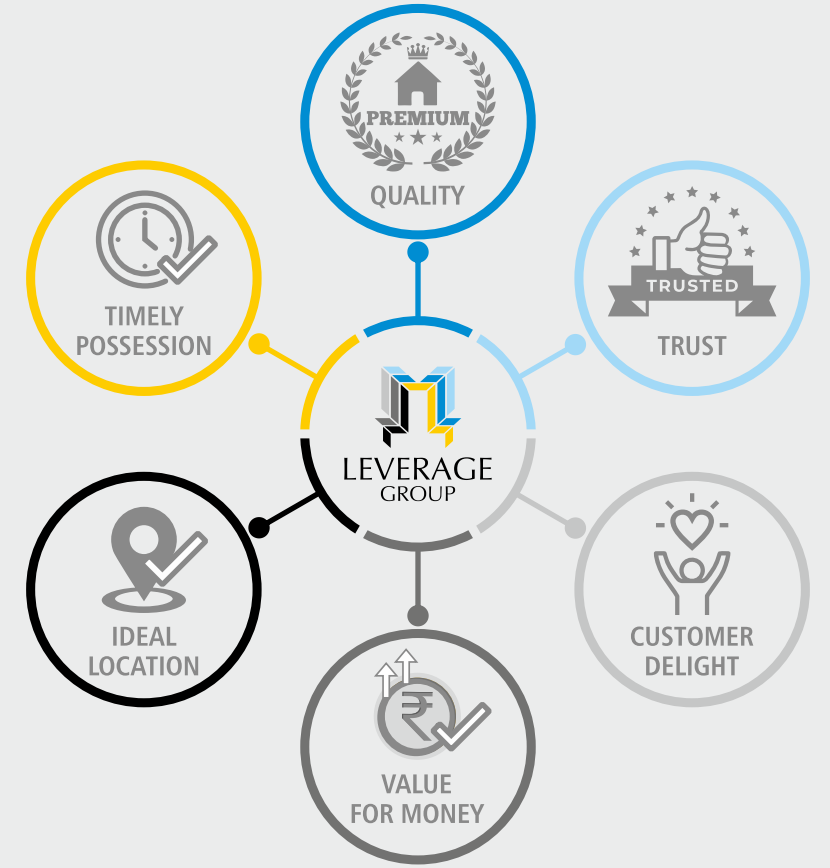 PREMIUM
QUALITY
TRUSTED
TRUST
CUSTOMER
DELIGHT
₹
VALUE
FOR MONEY
IDEAL
LOCATION
TIMELY
POSSESSION
LEVERAGE
GROUP